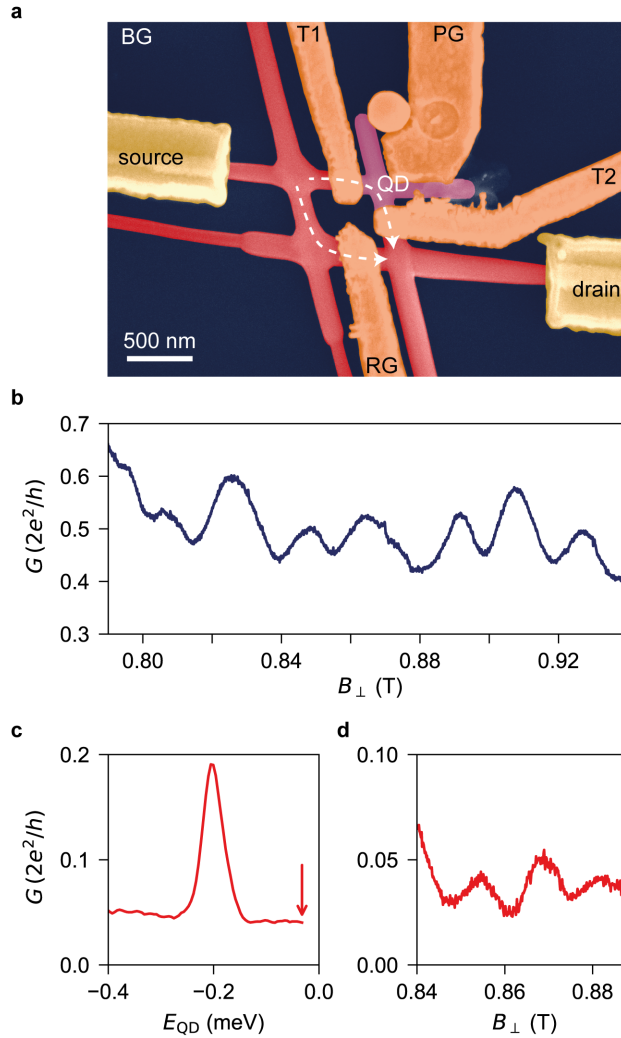 a
BG
T1
PG
source
QD
T2
drain
500 nm
RG
b
G (2e²/h)
0.7
0.6
0.5
0.4
0.3
0.80 0.84 0.88 0.92
B⊥ (T)
c
G (2e²/h)
0.2
0.1
0.0
−0.4 −0.2 0.0
E_QD (meV)
d
0.10
0.05
0.00
0.84 0.86 0.88
B⊥ (T)